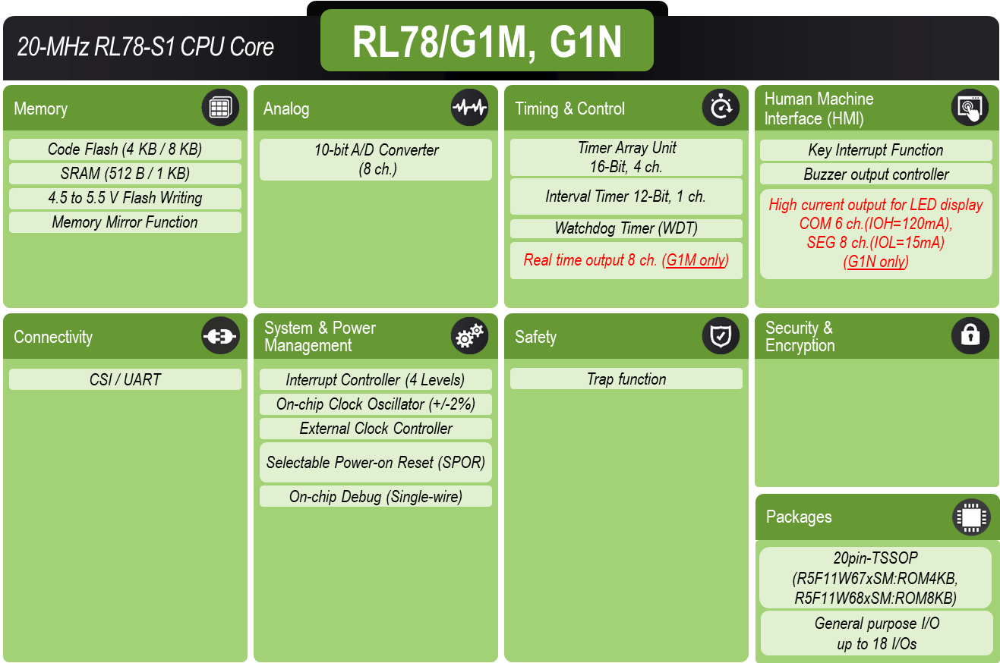 20-MHz RL78-S1 CPU Core
RL78/G1M, G1N
Memory
Code Flash (4 KB / 8 KB)
SRAM (512 B / 1 KB)
4.5 to 5.5 V Flash Writing
Memory Mirror Function
Analog
10-bit A/D Converter
(8 ch.)
Timing & Control
Timer Array Unit
16-Bit, 4 ch.
Interval Timer 12-Bit, 1 ch.
Watchdog Timer (WDT)
Real time output 8 ch. (G1M only)
Human Machine
Interface (HMI)
Key Interrupt Function
Buzzer output controller
High current output for LED display
COM 6 ch.(IOH=120mA),
SEG 8 ch.(IOL=15mA)
(G1N only)
Connectivity
CSI / UART
System & Power
Management
Interrupt Controller (4 Levels)
On-chip Clock Oscillator (+/-2%)
External Clock Controller
Selectable Power-on Reset (SPOR)
On-chip Debug (Single-wire)
Safety
Trap function
Security &
Encryption
Packages
20pin-TSSOP
(R5F11W67xSM:ROM4KB,
R5F11W68xSM:ROM8KB)
General purpose I/O
up to 18 I/Os